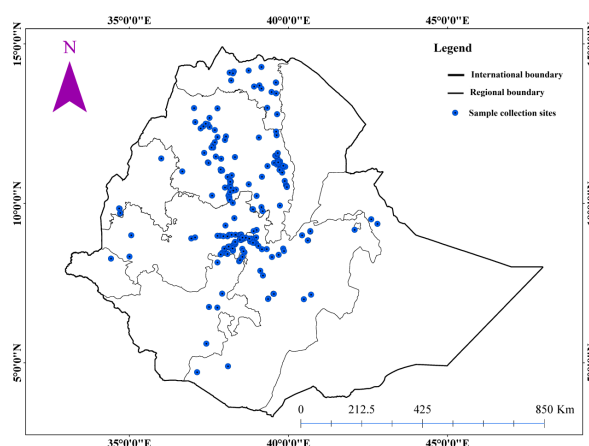 35°0'0"E 40°0'0"E 45°0'0"E
15°0'0"N
N
Legend
International boundary
Regional boundary
Sample collection sites
10°0'0"N
5°0'0"N
0 212.5 425 850 Km
35°0'0"E 40°0'0"E 45°0'0"E